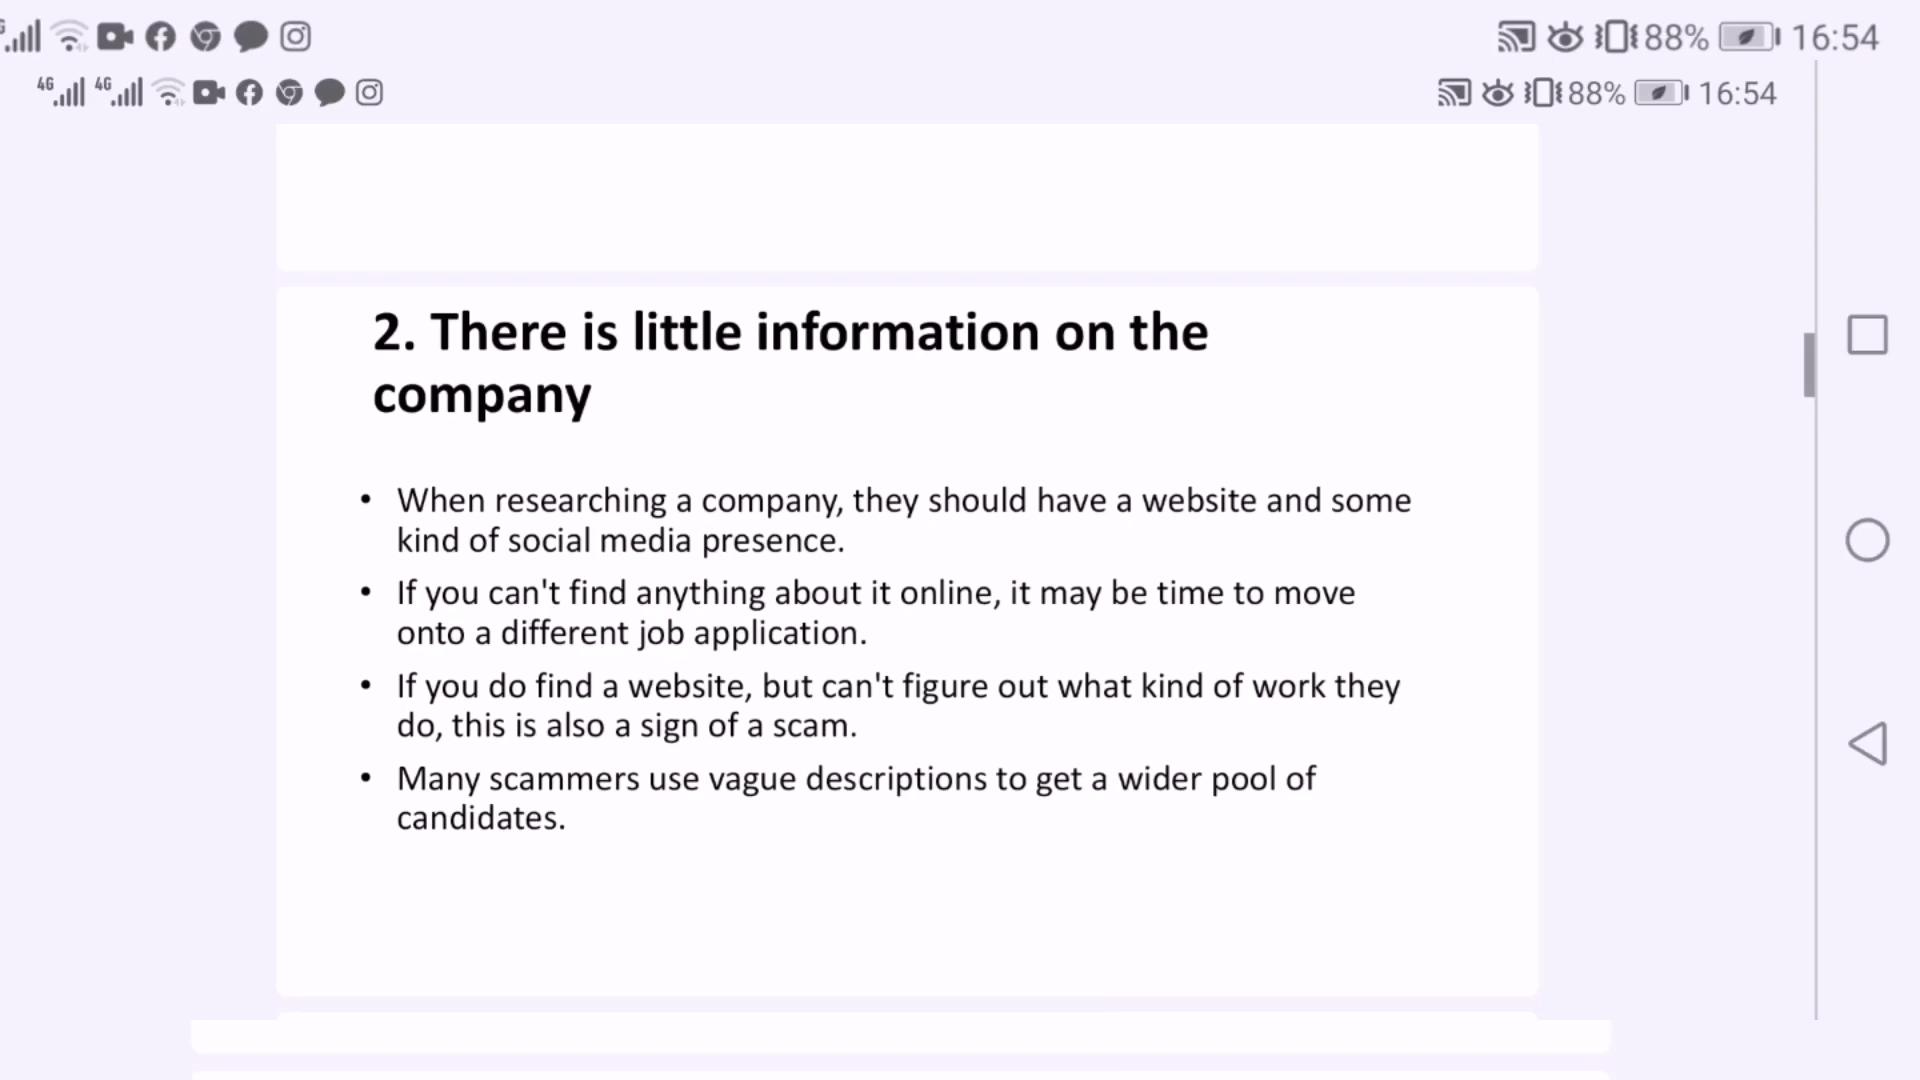 88% 16:54
4G 4G 88% 16:54
2. There is little information on the
company
• When researching a company, they should have a website and some
kind of social media presence.
• If you can't find anything about it online, it may be time to move
onto a different job application.
• If you do find a website, but can't figure out what kind of work they
do, this is also a sign of a scam.
• Many scammers use vague descriptions to get a wider pool of
candidates.